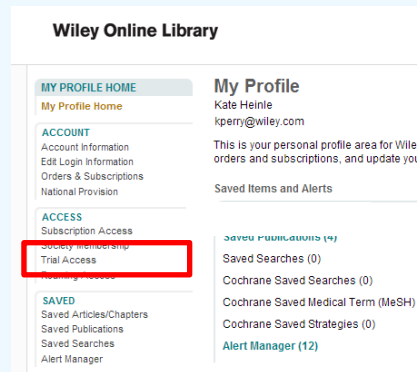 Wiley Online Library
MY PROFILE HOME
My Profile Home
ACCOUNT
Account Information
Edit Login Information
Orders & Subscriptions
National Provision
ACCESS
Subscription Access
Society Membership
Trial Access
Roaming Access
SAVED
Saved Articles/Chapters
Saved Publications
Saved Searches
Alert Manager
My Profile
Kate Heinle
kperry@wiley.com
This is your personal profile area for Wile
orders and subscriptions, and update you
Saved Items and Alerts
Saved Publications (4)
Saved Searches (0)
Cochrane Saved Searches (0)
Cochrane Saved Medical Term (MeSH)
Cochrane Saved Strategies (0)
Alert Manager (12)